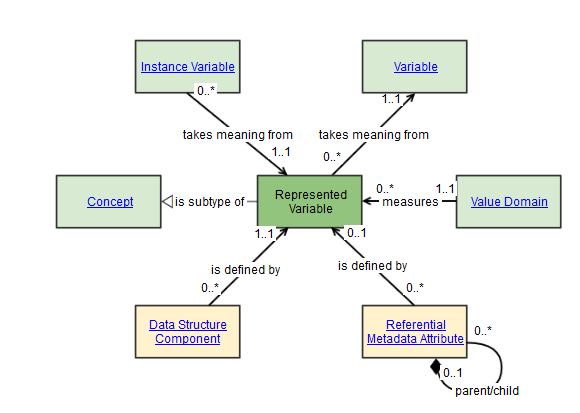 Instance Variable
Variable
0..*
1..1
takes meaning from
takes meaning from
1..1
0..*
Concept
is subtype of
Represented
Variable
0..*
1..1
measures
Value Domain
1..1
0..1
is defined by
is defined by
0..*
0..*
Data Structure
Component
Referential
Metadata Attribute
0..*
0..1
parent/child